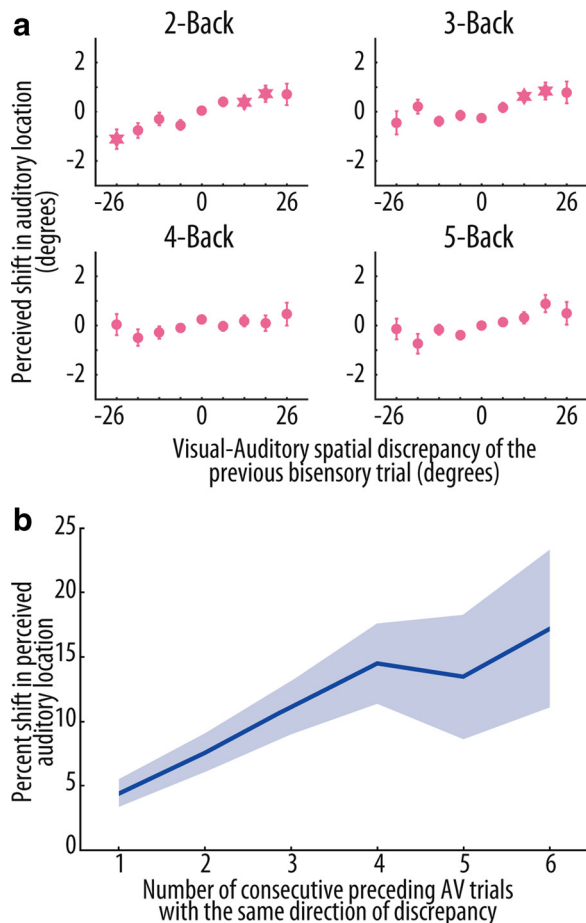 a
2-Back
3-Back
Perceived shift in auditory location
(degrees)
2
0
-2
-26 0 26
-26 0 26
4-Back
5-Back
2
0
-2
2
0
-2
2
0
-2
-26 0 26
-26 0 26
Visual-Auditory spatial discrepancy of the
previous bisensory trial (degrees)
b
Percent shift in perceived
auditory location
25
20
15
10
5
0
1 2 3 4 5 6
Number of consecutive preceding AV trials
with the same direction of discrepancy